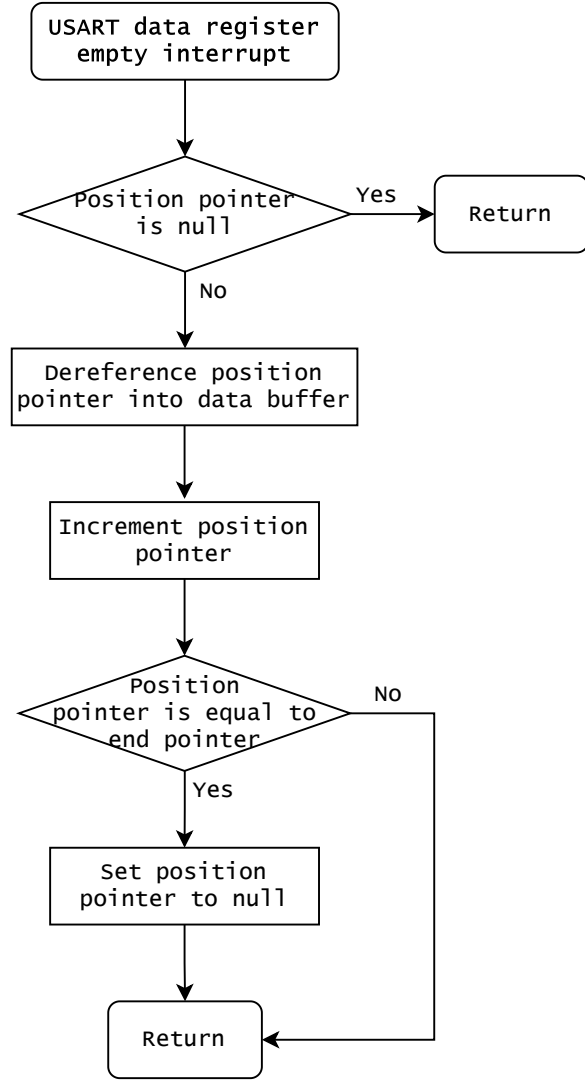 USART data register
empty interrupt
Position pointer
is null
Yes
Return
No
Dereference position
pointer into data buffer
Increment position
pointer
Position
pointer is equal to
end pointer
No
Yes
Set position
pointer to null
Return